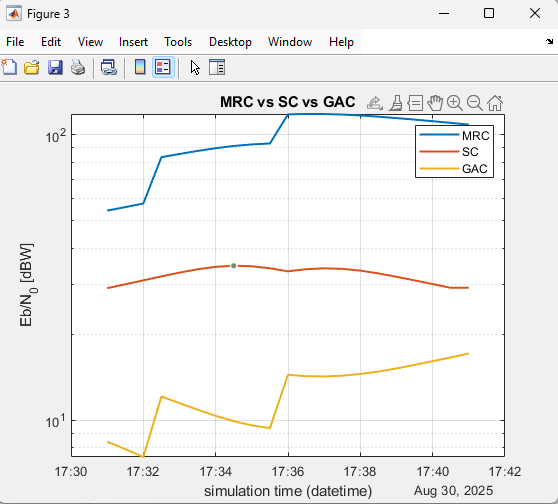 Figure 3
File Edit View Insert Tools Desktop Window Help
MRC vs SC vs GAC
MRC
SC
GAC
10²
10¹
Eb/N₀ [dBW]
17:30 17:32 17:34 17:36 17:38 17:40 17:42
simulation time (datetime)
Aug 30, 2025